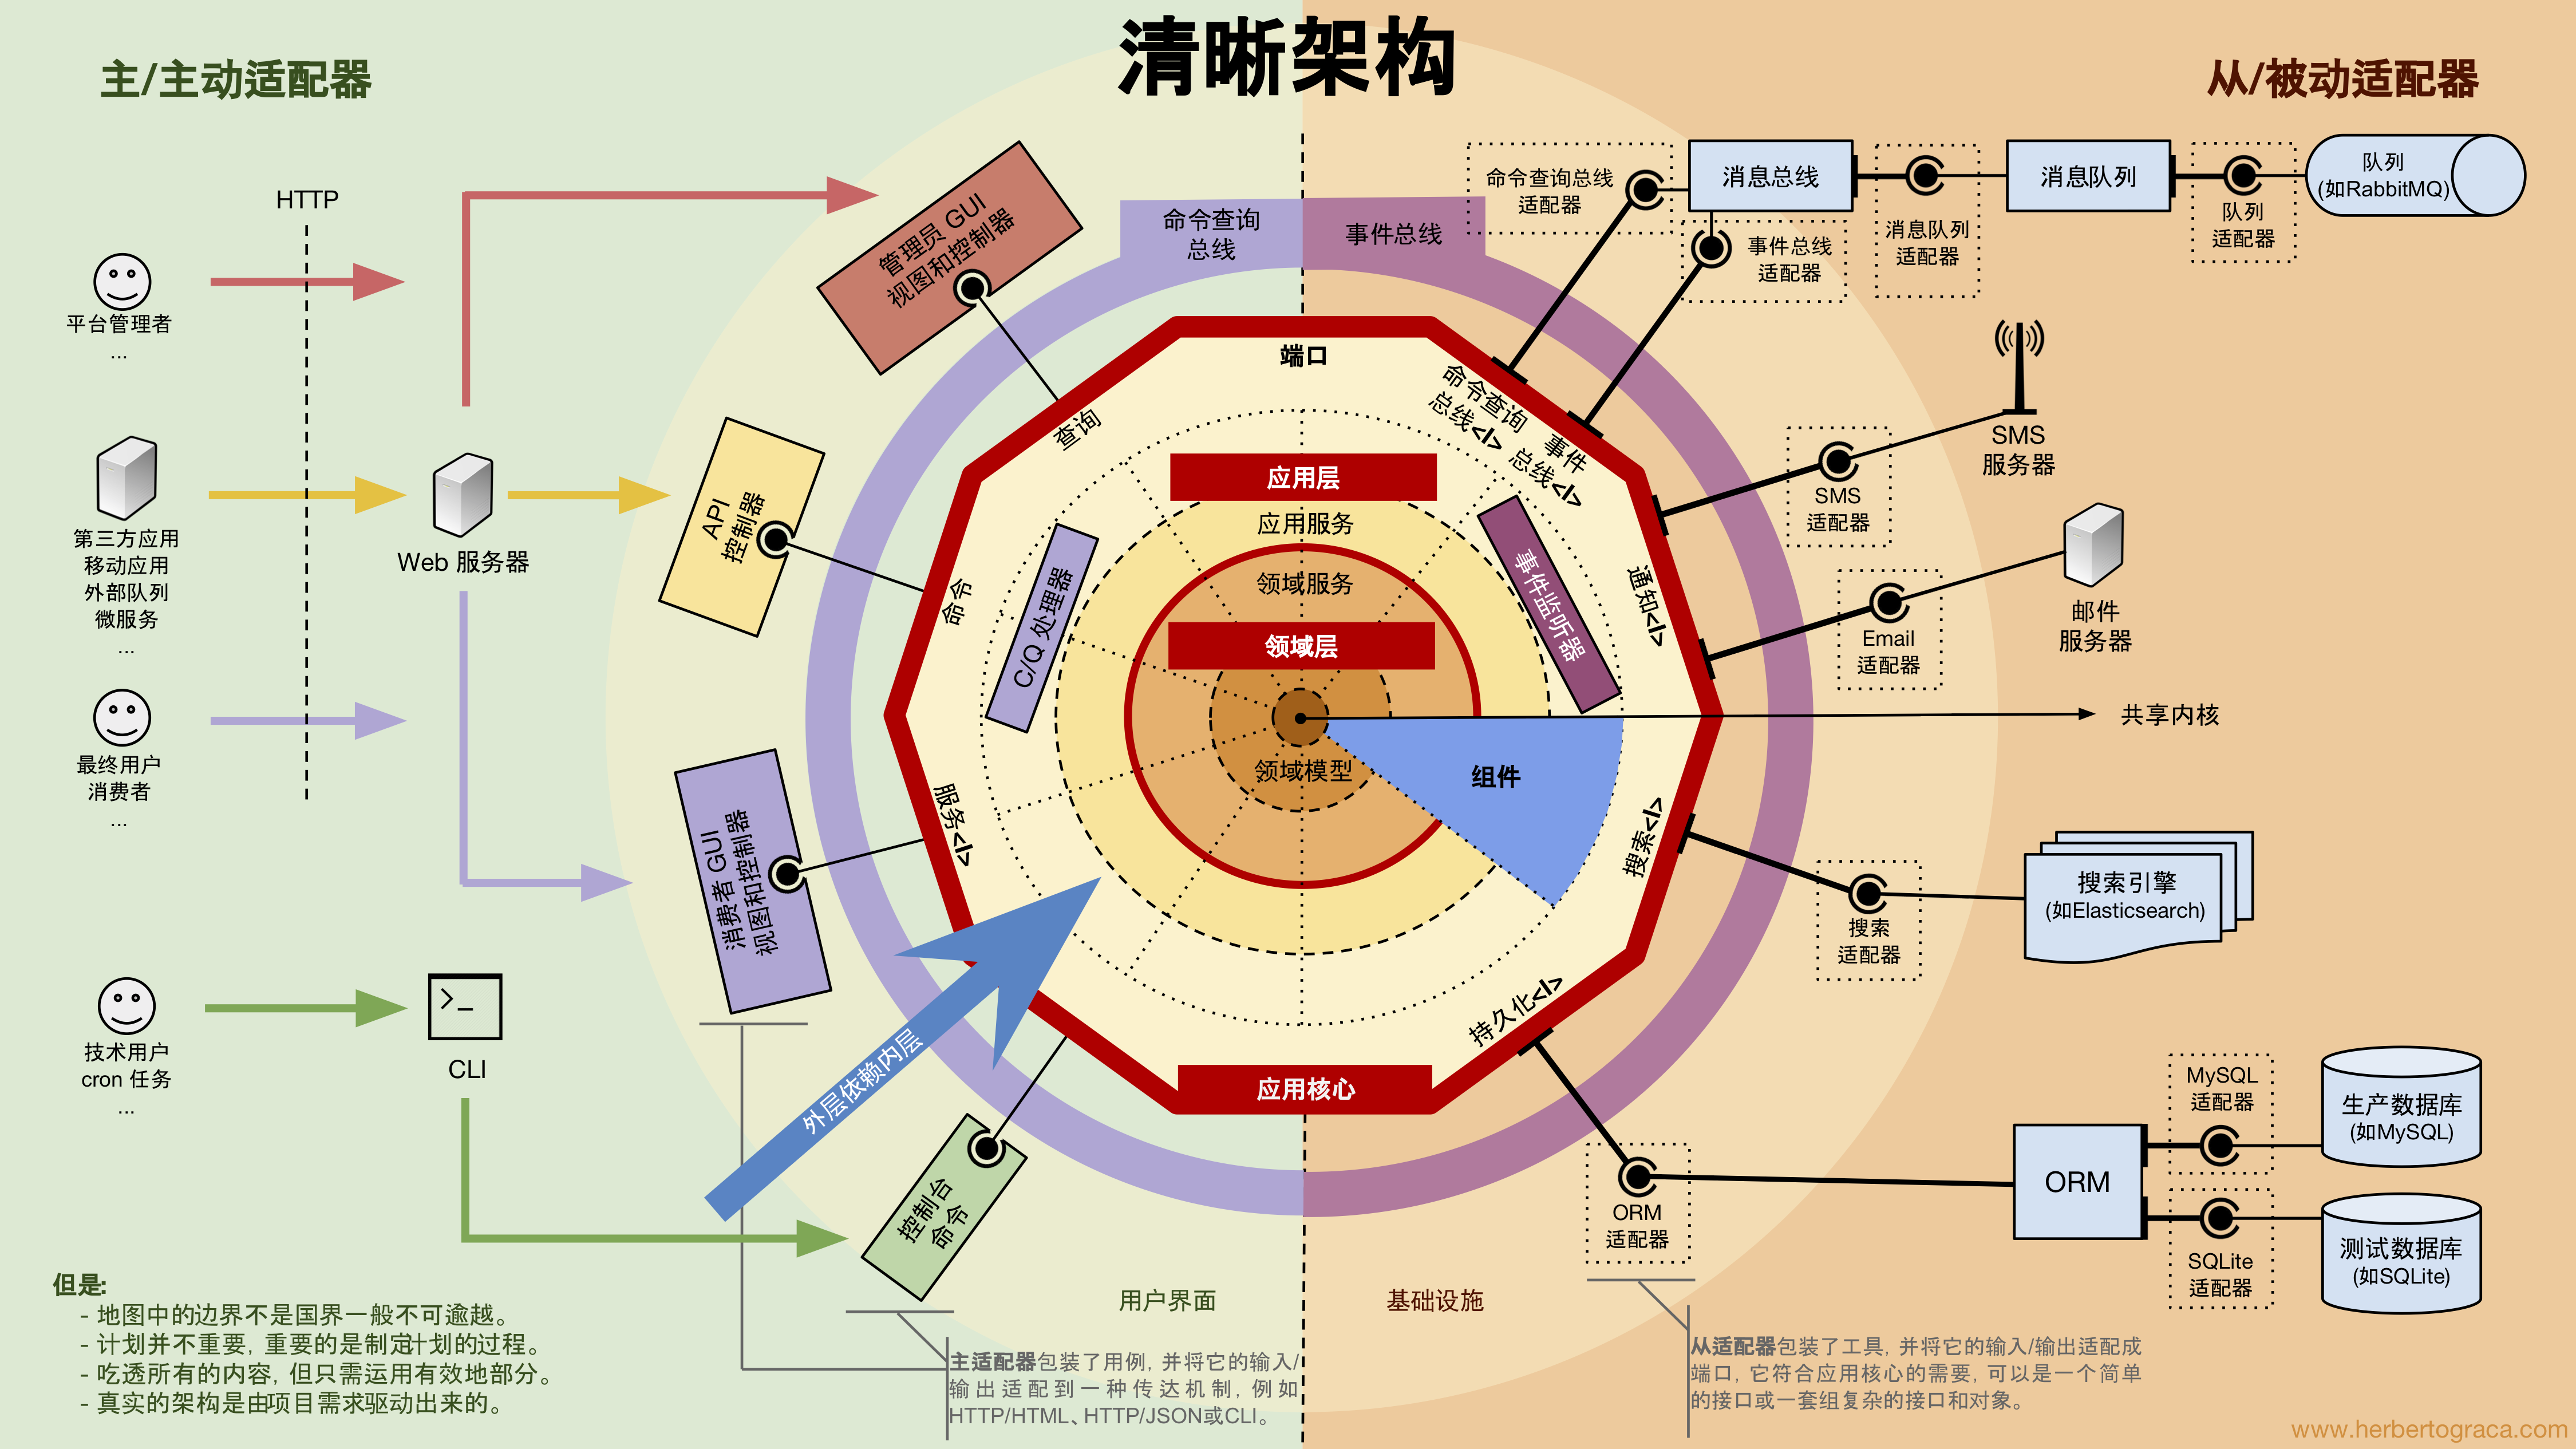 清晰架构
主/主动适配器
从/被动适配器
HTTP
平台管理者
...
第三方应用
移动应用
外部队列
微服务
...
最终用户
消费者
...
技术用户
cron 任务
...
Web 服务器
CLI
管理员 GUI
视图和控制器
API
控制器
消费者 GUI
视图和控制器
控制台
命令
外层依赖内层
命令查询
总线
事件总线
端口
查询
命令
服务<I>
命令查询
总线<I>
事件
总线<I>
通知<I>
搜索<I>
持久化<I>
应用层
应用服务
领域服务
领域层
领域模型
C/Q 处理器
事件监听器
组件
应用核心
共享内核
命令查询总线
适配器
消息总线
事件总线
适配器
消息队列
适配器
消息队列
队列
适配器
队列
(如RabbitMQ)
SMS
服务器
SMS
适配器
邮件
服务器
Email
适配器
搜索引擎
(如Elasticsearch)
搜索
适配器
ORM
适配器
ORM
MySQL
适配器
SQLite
适配器
生产数据库
(如MySQL)
测试数据库
(如SQLite)
用户界面
基础设施
但是:
- 地图中的边界不是国界一般不可逾越。
- 计划并不重要, 重要的是制定计划的过程。
- 吃透所有的内容, 但只需运用有效地部分。
- 真实的架构是由项目需求驱动出来的。
主适配器包装了用例, 并将它的输入/
输出适配到一种传达机制, 例如
HTTP/HTML、HTTP/JSON或CLI。
从适配器包装了工具, 并将它的输入/输出适配成
端口, 它符合应用核心的需要, 可以是一个简单
的接口或一套组复杂的接口和对象。
www.herbertograca.com